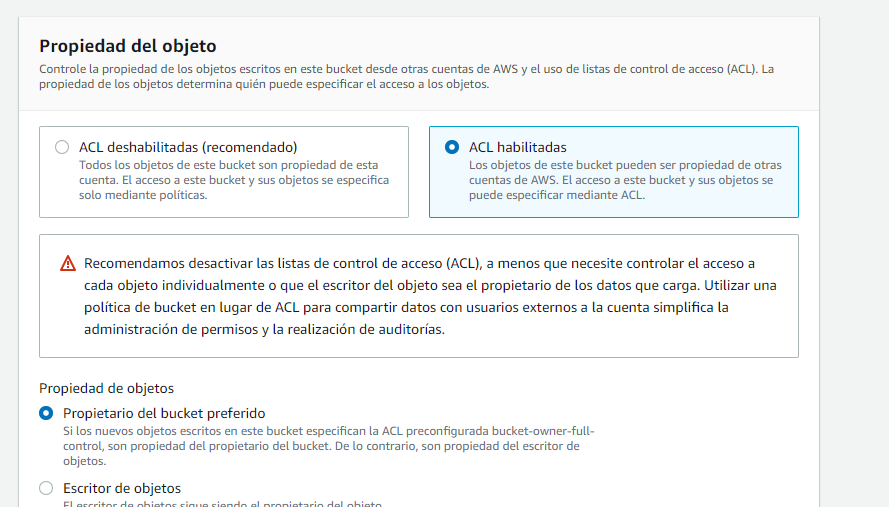 Propiedad del objeto
Controle la propiedad de los objetos escritos en este bucket desde otras cuentas de AWS y el uso de listas de control de acceso (ACL). La
propiedad de los objetos determina quién puede especificar el acceso a los objetos.
ACL deshabilitadas (recomendado)
Todos los objetos de este bucket son propiedad de esta
cuenta. El acceso a este bucket y sus objetos se especifica
solo mediante políticas.
ACL habilitadas
Los objetos de este bucket pueden ser propiedad de otras
cuentas de AWS. El acceso a este bucket y sus objetos se
puede especificar mediante ACL.
Recomendamos desactivar las listas de control de acceso (ACL), a menos que necesite controlar el acceso a
cada objeto individualmente o que el escritor del objeto sea el propietario de los datos que carga. Utilizar una
política de bucket en lugar de ACL para compartir datos con usuarios externos a la cuenta simplifica la
administración de permisos y la realización de auditorías.
Propiedad de objetos
Propietario del bucket preferido
Si los nuevos objetos escritos en este bucket especifican la ACL preconfigurada bucket-owner-full-
control, son propiedad del propietario del bucket. De lo contrario, son propiedad del escritor de
objetos.
Escritor de objetos
El escritor de objetos sigue siendo el propietario del objeto.